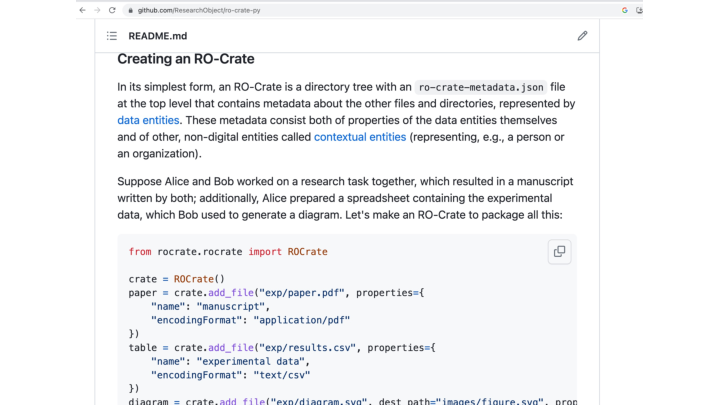 github.com/ResearchObject/ro-crate-py
README.md
Creating an RO-Crate
In its simplest form, an RO-Crate is a directory tree with an ro-crate-metadata.json file
at the top level that contains metadata about the other files and directories, represented by
data entities. These metadata consist both of properties of the data entities themselves
and of other, non-digital entities called contextual entities (representing, e.g., a person or
an organization).
Suppose Alice and Bob worked on a research task together, which resulted in a manuscript
written by both; additionally, Alice prepared a spreadsheet containing the experimental
data, which Bob used to generate a diagram. Let's make an RO-Crate to package all this:
from rocrate.rocrate import ROCrate
crate = ROCrate()
paper = crate.add_file("exp/paper.pdf", properties={
    "name": "manuscript",
    "encodingFormat": "application/pdf"
})
table = crate.add_file("exp/results.csv", properties={
    "name": "experimental data",
    "encodingFormat": "text/csv"
})
diagram = crate.add_file("exp/diagram.svg", dest_path="images/figure.svg", prop